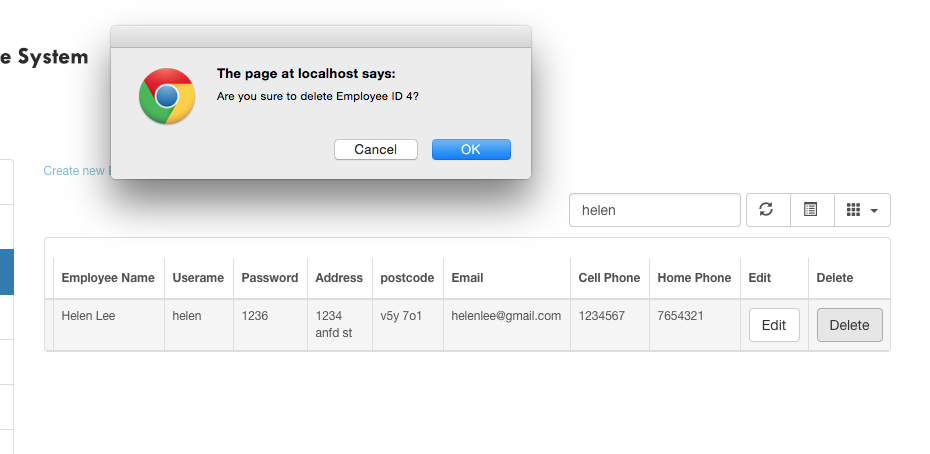 e System
The page at localhost says:
Are you sure to delete Employee ID 4?
Cancel OK
Create new
helen
Employee Name Userame Password Address postcode Email Cell Phone Home Phone Edit Delete
Helen Lee helen 1236 1234 v5y 7o1 helenlee@gmail.com 1234567 7654321 Edit Delete
anfd st